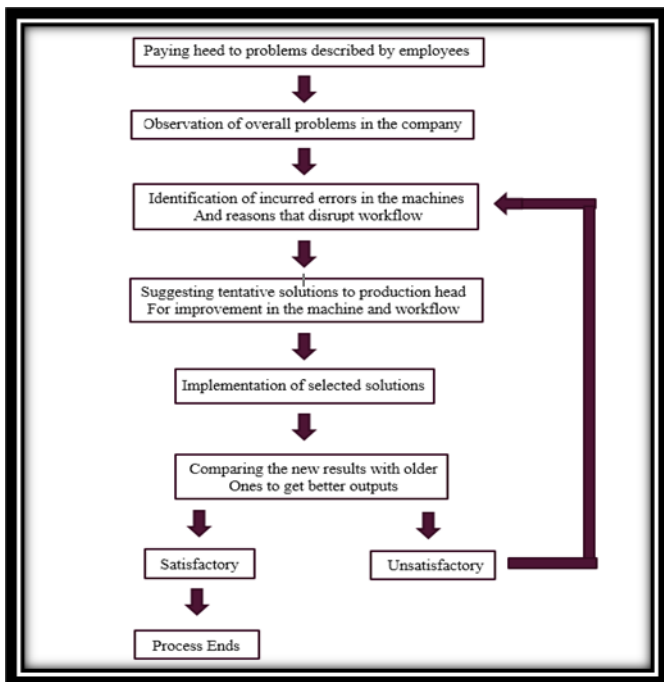 Paying heed to problems described by employees
Observation of overall problems in the company
Identification of incurred errors in the machines
And reasons that disrupt workflow
Suggesting tentative solutions to production head
For improvement in the machine and workflow
Implementation of selected solutions
Comparing the new results with older
Ones to get better outputs
Satisfactory
Unsatisfactory
Process Ends